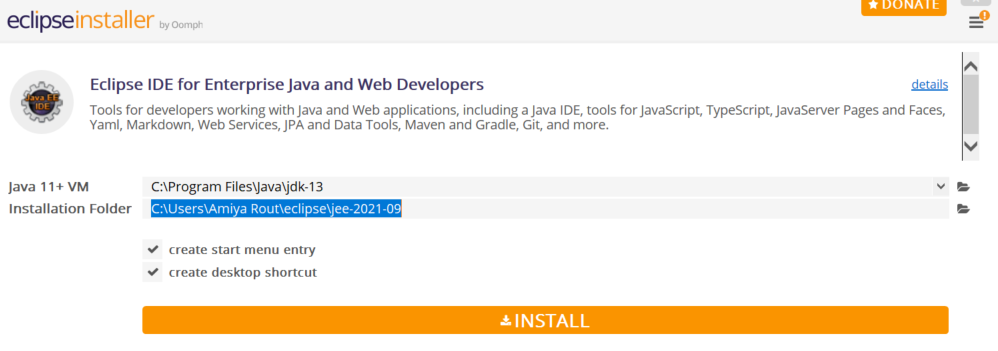 ★ DONATE
eclipseinstaller by Oomph
Java EE
IDE
Eclipse IDE for Enterprise Java and Web Developers
details
Tools for developers working with Java and Web applications, including a Java IDE, tools for JavaScript, TypeScript, JavaServer Pages and Faces,
Yaml, Markdown, Web Services, JPA and Data Tools, Maven and Gradle, Git, and more.
Java 11+ VM
C:\Program Files\Java\jdk-13
Installation Folder
C:\Users\Amiya Rout\eclipse\jee-2021-09
create start menu entry
create desktop shortcut
INSTALL